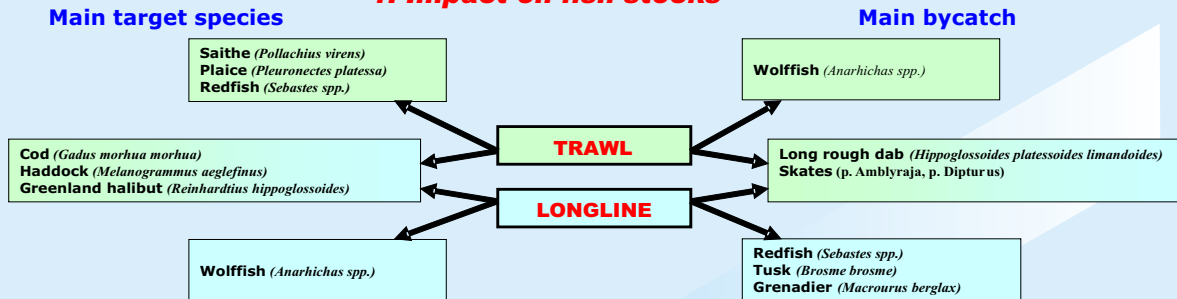 Main target species
Main bycatch
Saithe (Pollachius virens)
Plaice (Pleuronectes platessa)
Redfish (Sebastes spp.)
Wolffish (Anarhichas spp.)
TRAWL
Cod (Gadus morhua morhua)
Haddock (Melanogrammus aeglefinus)
Greenland halibut (Reinhardtius hippoglossoides)
Long rough dab (Hippoglossoides platessoides limandoides)
Skates (p. Amblyraja, p. Dipturus)
LONGLINE
Wolffish (Anarhichas spp.)
Redfish (Sebastes spp.)
Tusk (Brosme brosme)
Grenadier (Macrourus berglax)